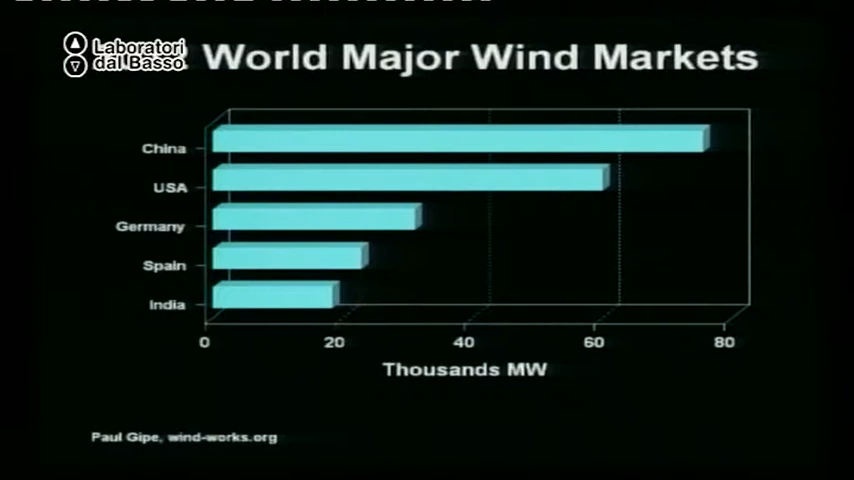 Laboratori
dal Basso
World Major Wind Markets
China
USA
Germany
Spain
India
0 20 40 60 80
Thousands MW
Paul Gipe, wind-works.org